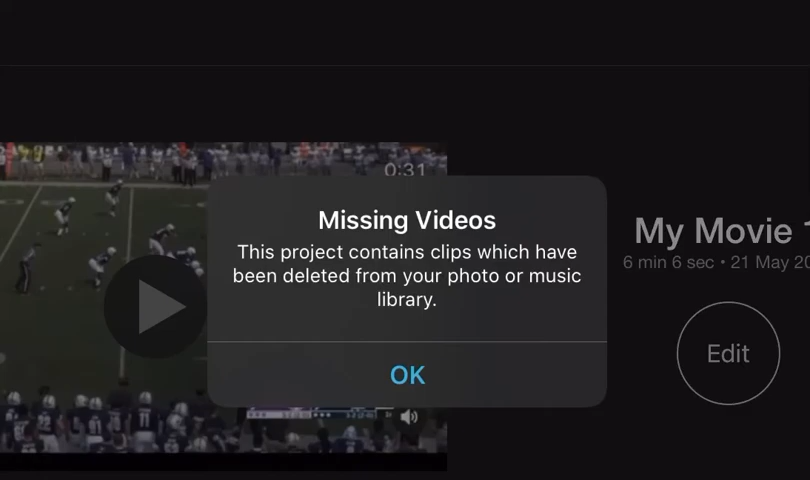 0:31
Missing Videos
This project contains clips which have
been deleted from your photo or music
library.
OK
My Movie
6 min 6 sec • 21 May 20
Edit